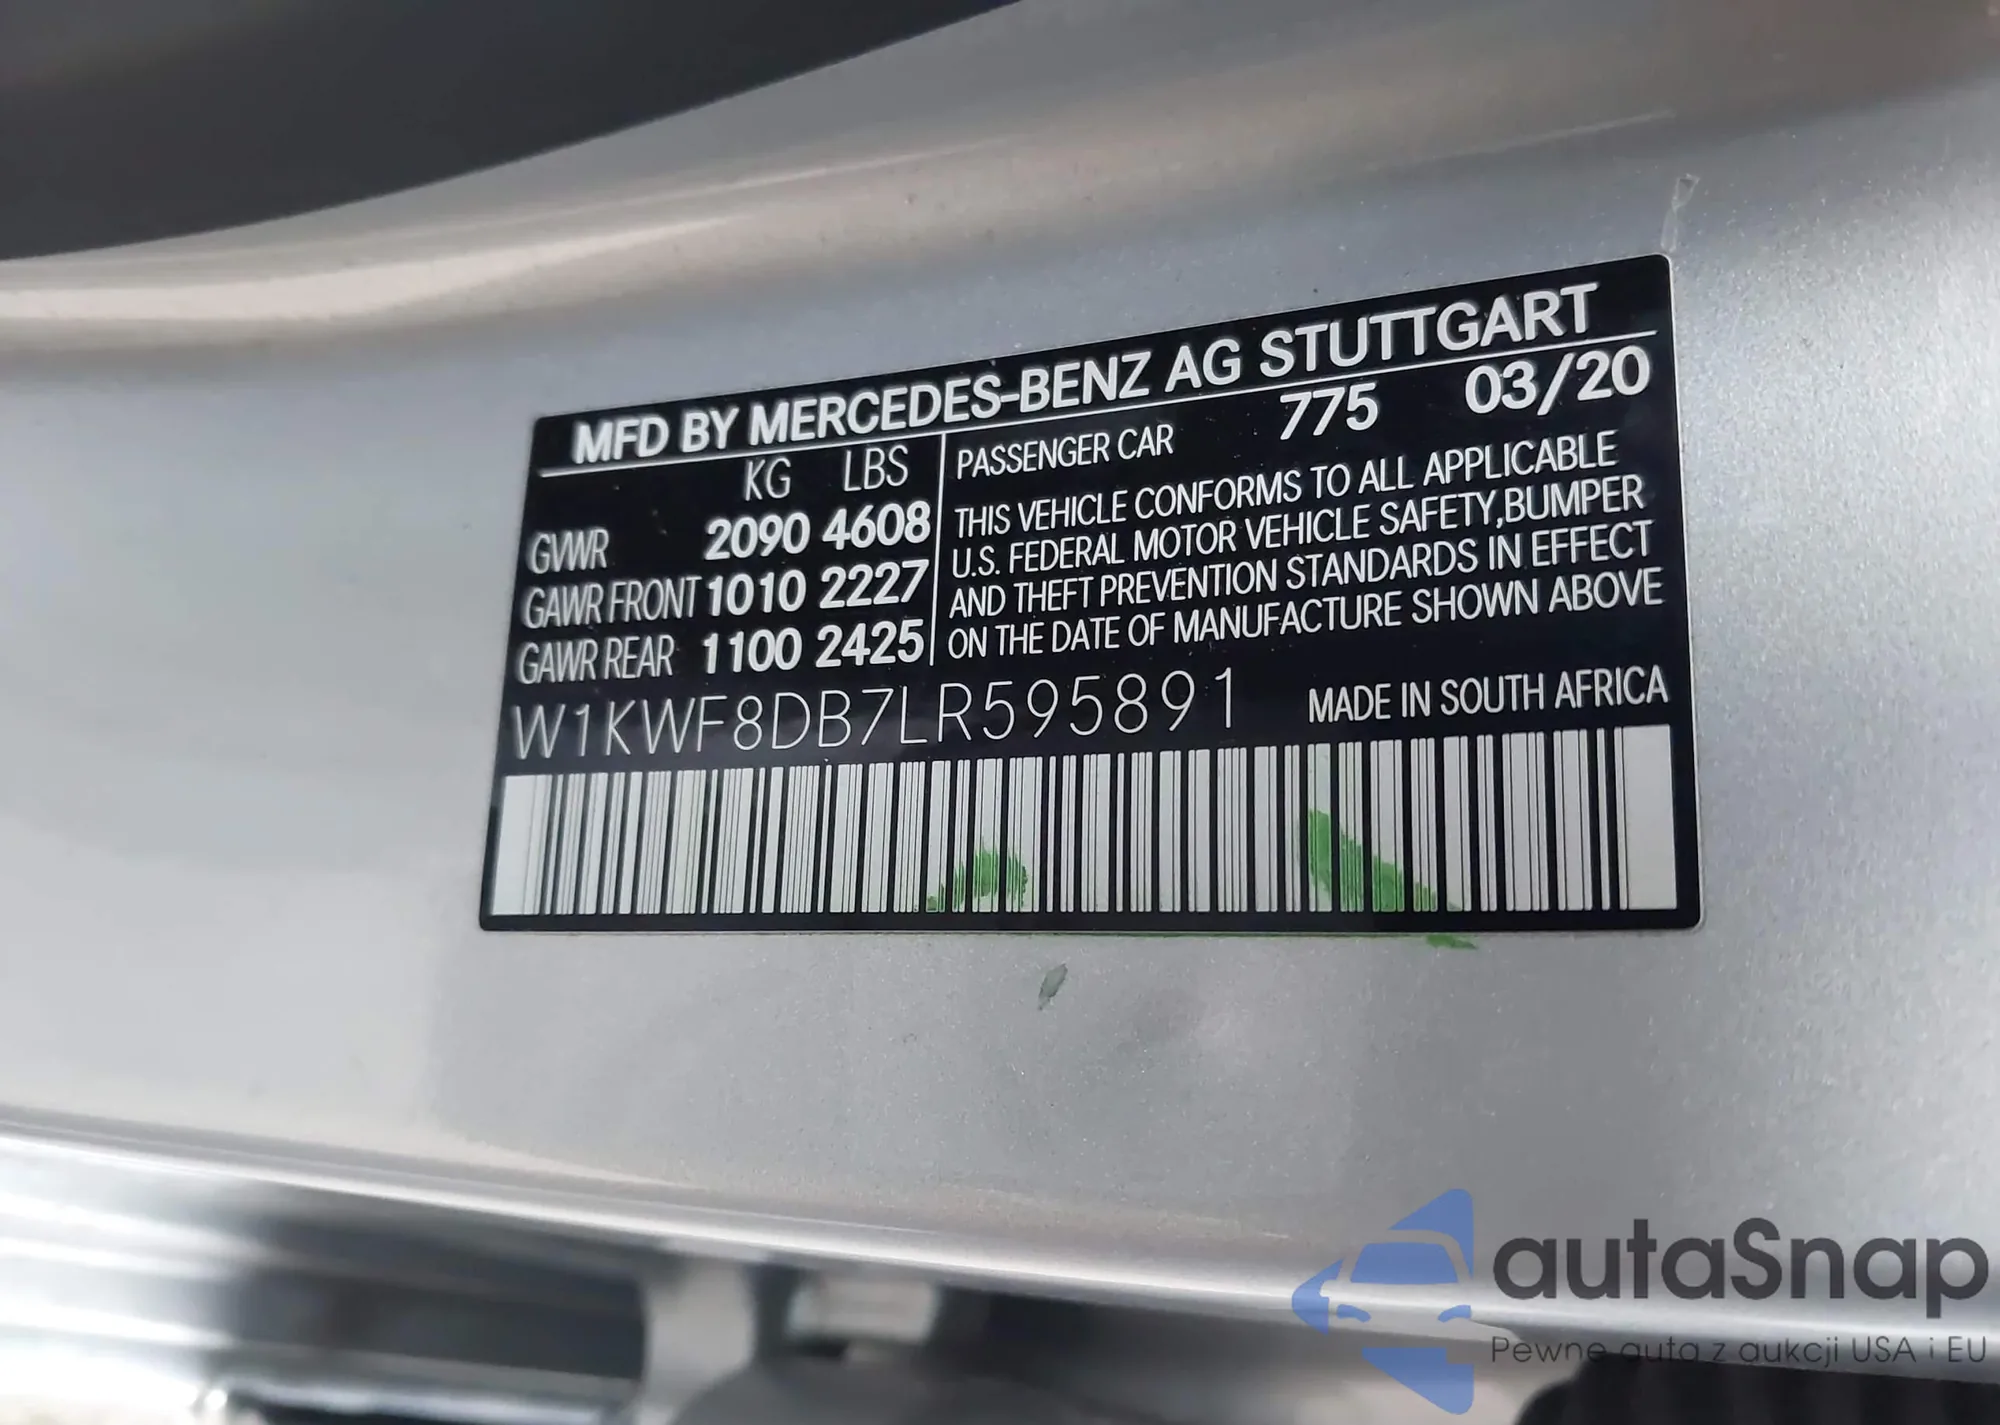 MFD BY MERCEDES-BENZ AG STUTTGART
KG LBS
GVWR 2090 4608
GAWR FRONT 1010 2227
GAWR REAR 1100 2425
PASSENGER CAR 775 03/20
THIS VEHICLE CONFORMS TO ALL APPLICABLE
U.S. FEDERAL MOTOR VEHICLE SAFETY,BUMPER
AND THEFT PREVENTION STANDARDS IN EFFECT
ON THE DATE OF MANUFACTURE SHOWN ABOVE
W1KWF8DB7LR595891 MADE IN SOUTH AFRICA
autaSnap
Pewne auta z aukcji USA i EU